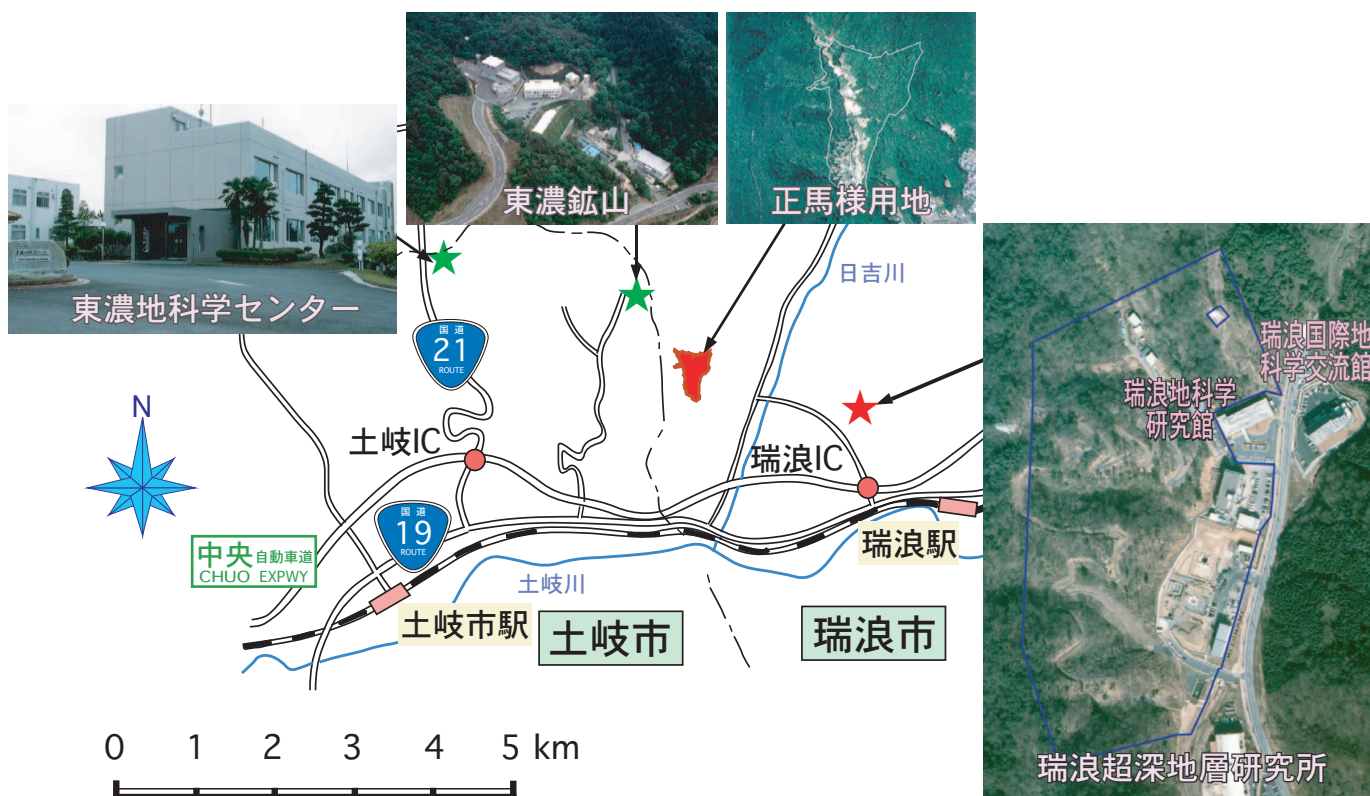 東濃地科学センター
東濃鉱山
正馬様用地
日吉川
国道
21
ROUTE
瑞浪国際地
科学交流館
瑞浪地科学
研究館
N
土岐IC
瑞浪IC
国道
19
ROUTE
中央自動車道
CHUO EXPWY
瑞浪駅
土岐川
土岐市駅
土岐市
瑞浪市
0 1 2 3 4 5 km
瑞浪超深地層研究所